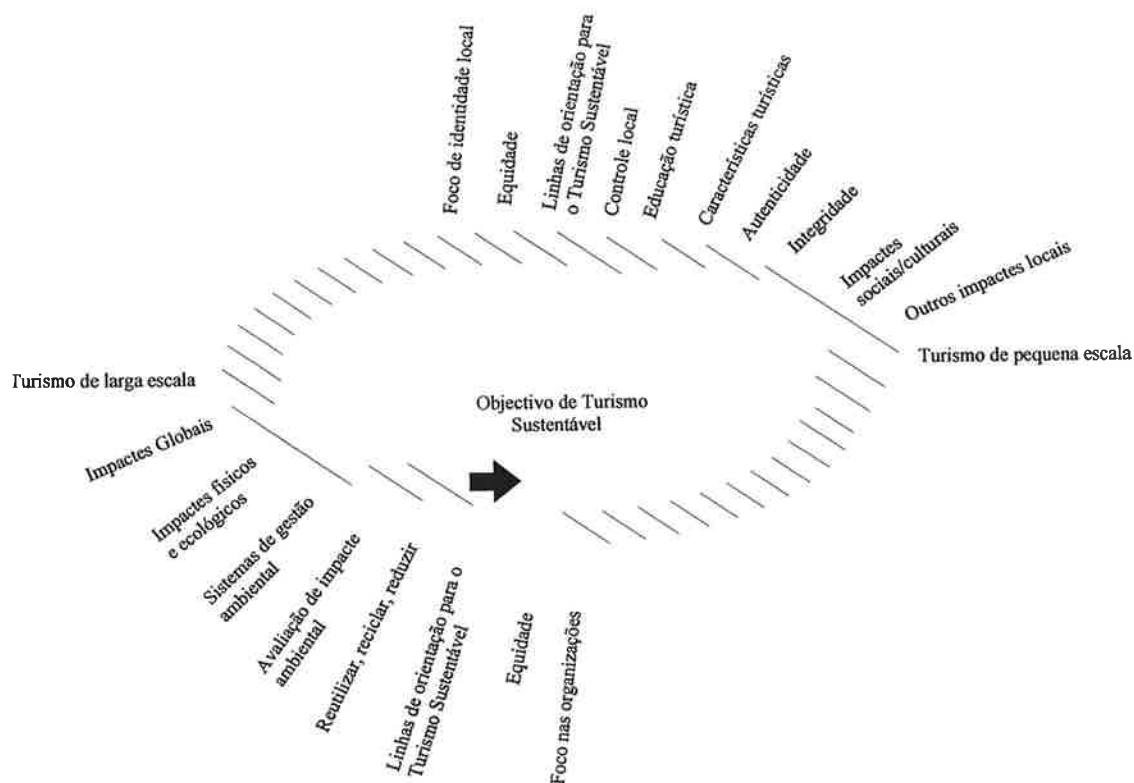 Foco de identidade local
Equidade
Linhas de orientação para
o Turismo Sustentável
Controle local
Educação turística
Características turisticas
Autenticidade
Integridade
Impactes
sociais/culturais
Outros impactes locais
Turismo de larga escala
Turismo de pequena escala
Objectivo de Turismo
Sustentável
Impactes Globais
Impactes físicos
e ecológicos
Sistemas de gestão
ambiental
Avaliação de impacte
ambiental
Reutilizar, reciclar, reduzir
Linhas de orientação para o
Turismo Sustentável
Equidade
Foco nas organizações